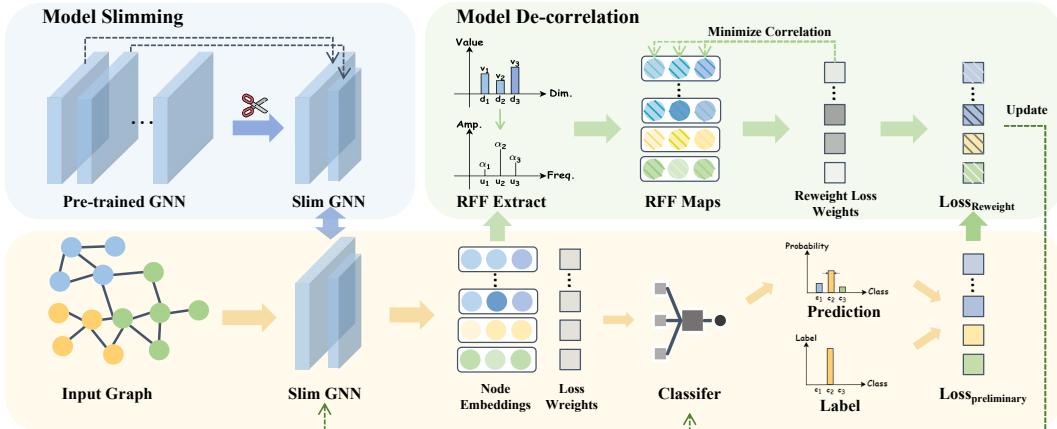 Model Slimming
Pre-trained GNN
Slim GNN
Model De-correlation
Value
v1 v2 v3
d1 d2 d3
Dim.
Amp.
α1 α2 α3
u1 u2 u3
Freq.
RFF Extract
Minimize Correlation
RFF Maps
Reweight Loss
Weights
LossReweight
Update
Input Graph
Slim GNN
Node
Embeddings
Loss
Wreights
Classifer
Probability
c1 c2 c3
Class
Prediction
Label
c1 c2 c3
Class
Label
Losspreliminary